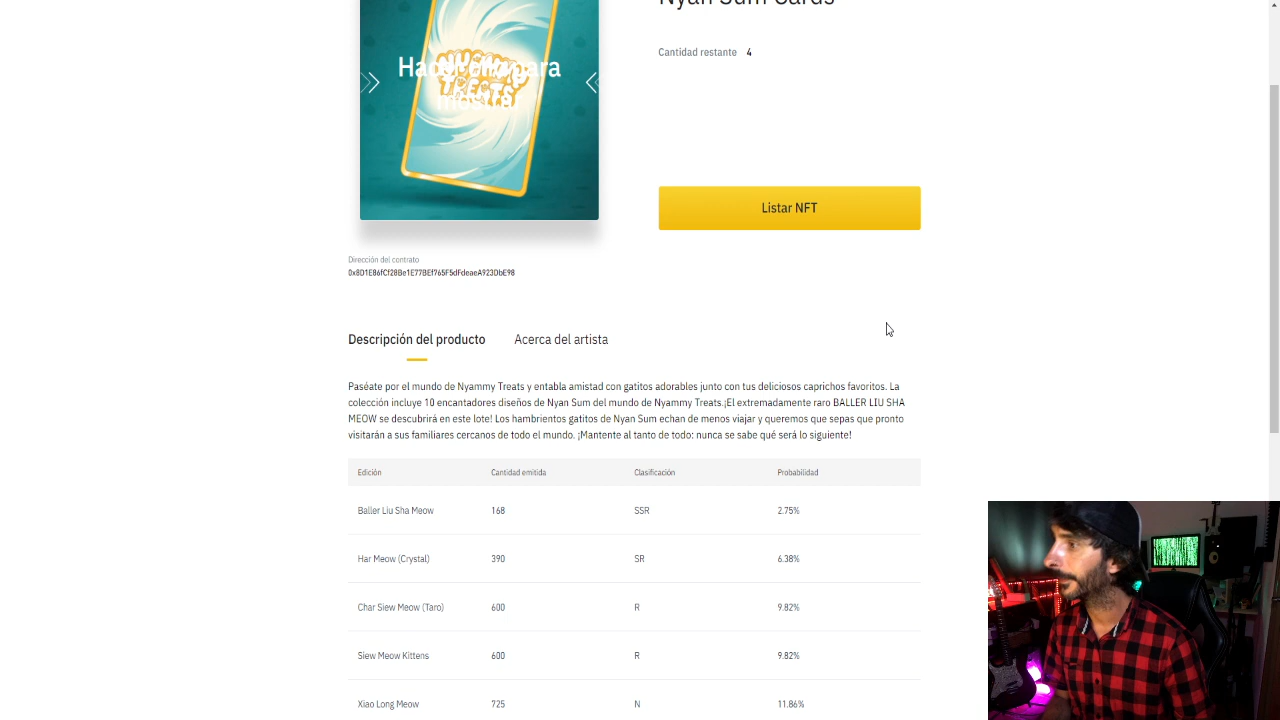 Nyan Sum Cards
Cantidad restante 4
NYAMMY
TREATS
Listar NFT
Dirección del contrato
0x8D1E86fCf28Be1E77BEf765F5dFdeaeA923DbE98
Descripción del producto Acerca del artista
Paséate por el mundo de Nyammy Treats y entabla amistad con gatitos adorables junto con tus deliciosos caprichos favoritos. La
colección incluye 10 encantadores diseños de Nyan Sum del mundo de Nyammy Treats.¡El extremadamente raro BALLER LIU SHA
MEOW se descubrirá en este lote! Los hambrientos gatitos de Nyan Sum echan de menos viajar y queremos que sepas que pronto
visitarán a sus familiares cercanos de todo el mundo. ¡Mantente al tanto de todo: nunca se sabe qué será lo siguiente!
Edición Cantidad emitida Clasificación Probabilidad
Baller Liu Sha Meow 168 SSR 2.75%
Har Meow (Crystal) 390 SR 6.38%
Char Siew Meow (Taro) 600 R 9.82%
Siew Meow Kittens 600 R 9.82%
Xiao Long Meow 725 N 11.86%